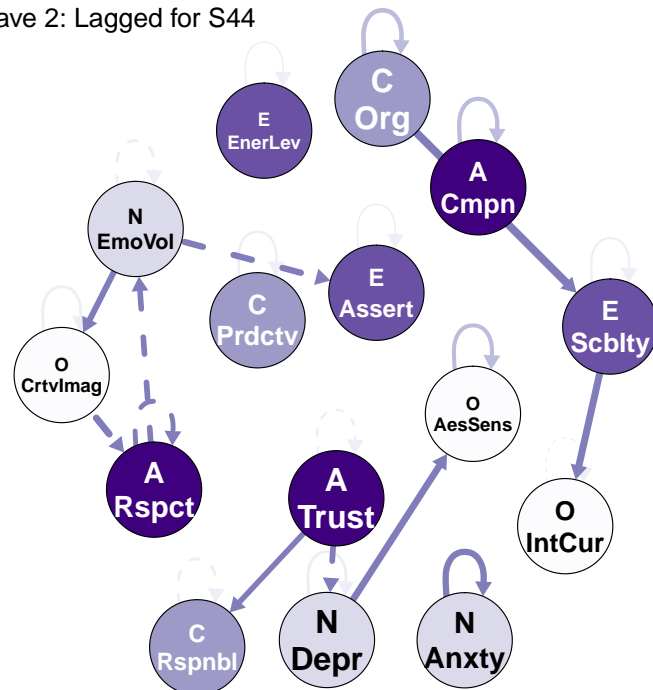 ave 2: Lagged for S44
C
Org
E
EnerLev
A
Cmpn
N
EmoVol
E
Assert
C
Prdctv
E
Scblty
O
CrtvImag
O
AesSens
A
Rspct
A
Trust
O
IntCur
C
Rspnbl
N
Depr
N
Anxty